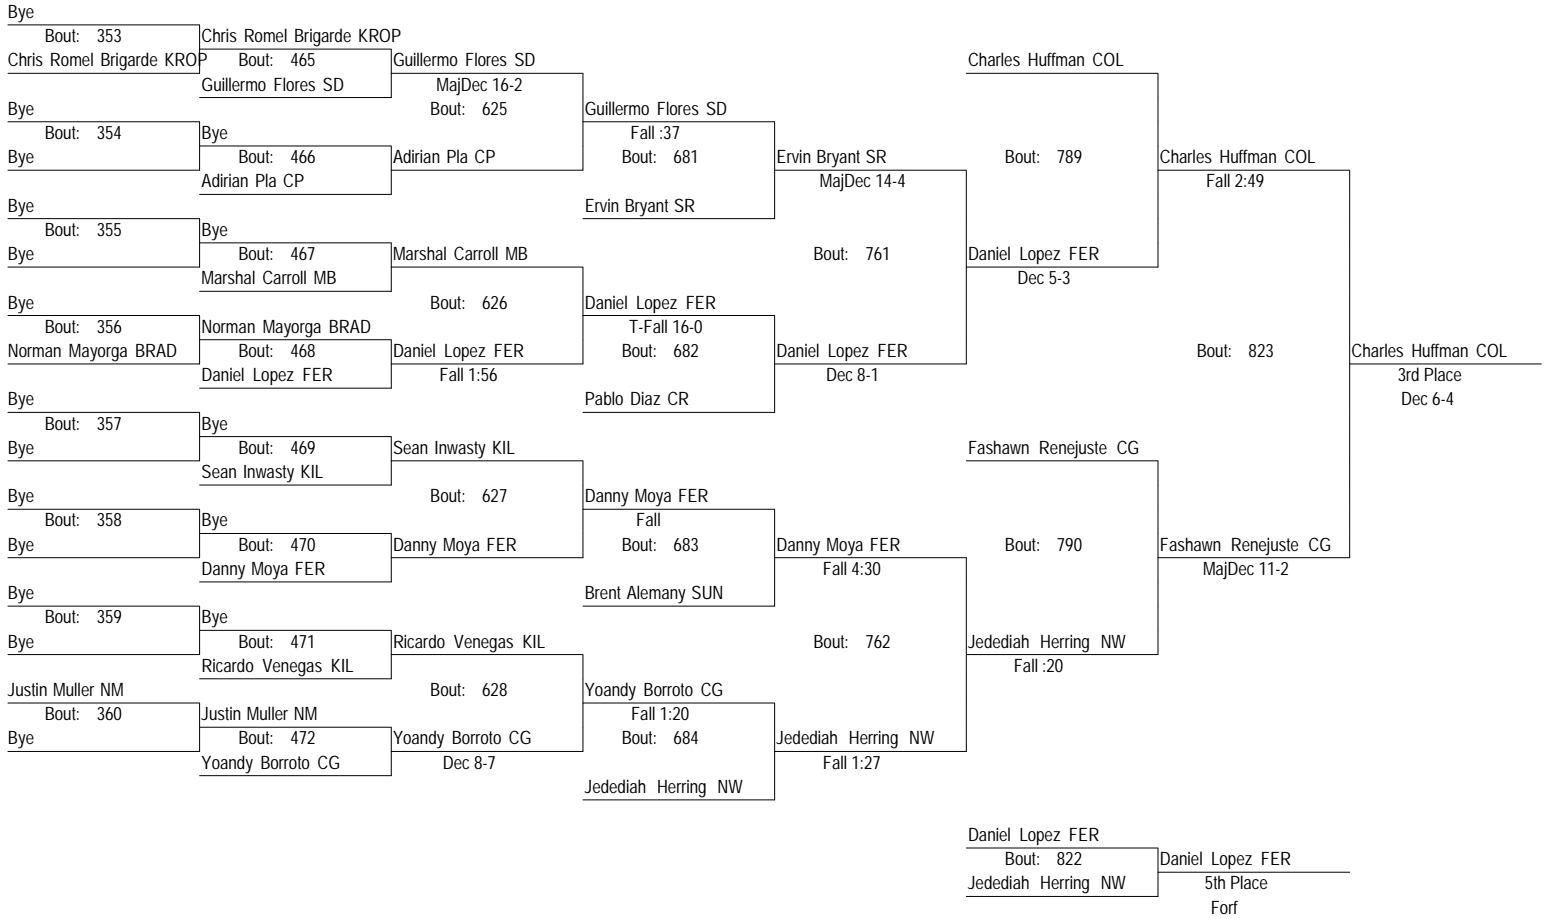 Bye
Bout: 353
Chris Romel Brigarde KROP
Bye
Bout: 354
Bye
Bye
Bout: 355
Bye
Bye
Bout: 356
Norman Mayorga BRAD
Bye
Bout: 357
Bye
Bye
Bout: 358
Bye
Bye
Bout: 359
Bye
Justin Muller NM
Bout: 360
Bye
Chris Romel Brigarde KROP
Bout: 465
Guillermo Flores SD
Bye
Bout: 466
Adirian Pla CP
Bye
Bout: 467
Marshal Carroll MB
Norman Mayorga BRAD
Bout: 468
Daniel Lopez FER
Bye
Bout: 469
Sean Inwasty KIL
Bye
Bout: 470
Danny Moya FER
Bye
Bout: 471
Ricardo Venegas KIL
Justin Muller NM
Bout: 472
Yoandy Borroto CG
Guillermo Flores SD
MajDec 16-2
Bout: 625
Adirian Pla CP
Marshal Carroll MB
Bout: 626
Daniel Lopez FER
Fall 1:56
Sean Inwasty KIL
Bout: 627
Danny Moya FER
Ricardo Venegas KIL
Bout: 628
Yoandy Borroto CG
Dec 8-7
Guillermo Flores SD
Fall :37
Bout: 681
Ervin Bryant SR
Daniel Lopez FER
T-Fall 16-0
Bout: 682
Pablo Diaz CR
Danny Moya FER
Fall
Bout: 683
Brent Alemany SUN
Yoandy Borroto CG
Fall 1:20
Bout: 684
Jedediah Herring NW
Ervin Bryant SR
MajDec 14-4
Bout: 761
Daniel Lopez FER
Dec 8-1
Danny Moya FER
Fall 4:30
Bout: 762
Jedediah Herring NW
Fall 1:27
Charles Huffman COL
Bout: 789
Daniel Lopez FER
Dec 5-3
Fashawn Renejuste CG
Bout: 790
Jedediah Herring NW
Fall :20
Charles Huffman COL
Fall 2:49
Bout: 823
Fashawn Renejuste CG
MajDec 11-2
Charles Huffman COL
3rd Place
Dec 6-4
Daniel Lopez FER
Bout: 822
Jedediah Herring NW
Daniel Lopez FER
5th Place
Forf